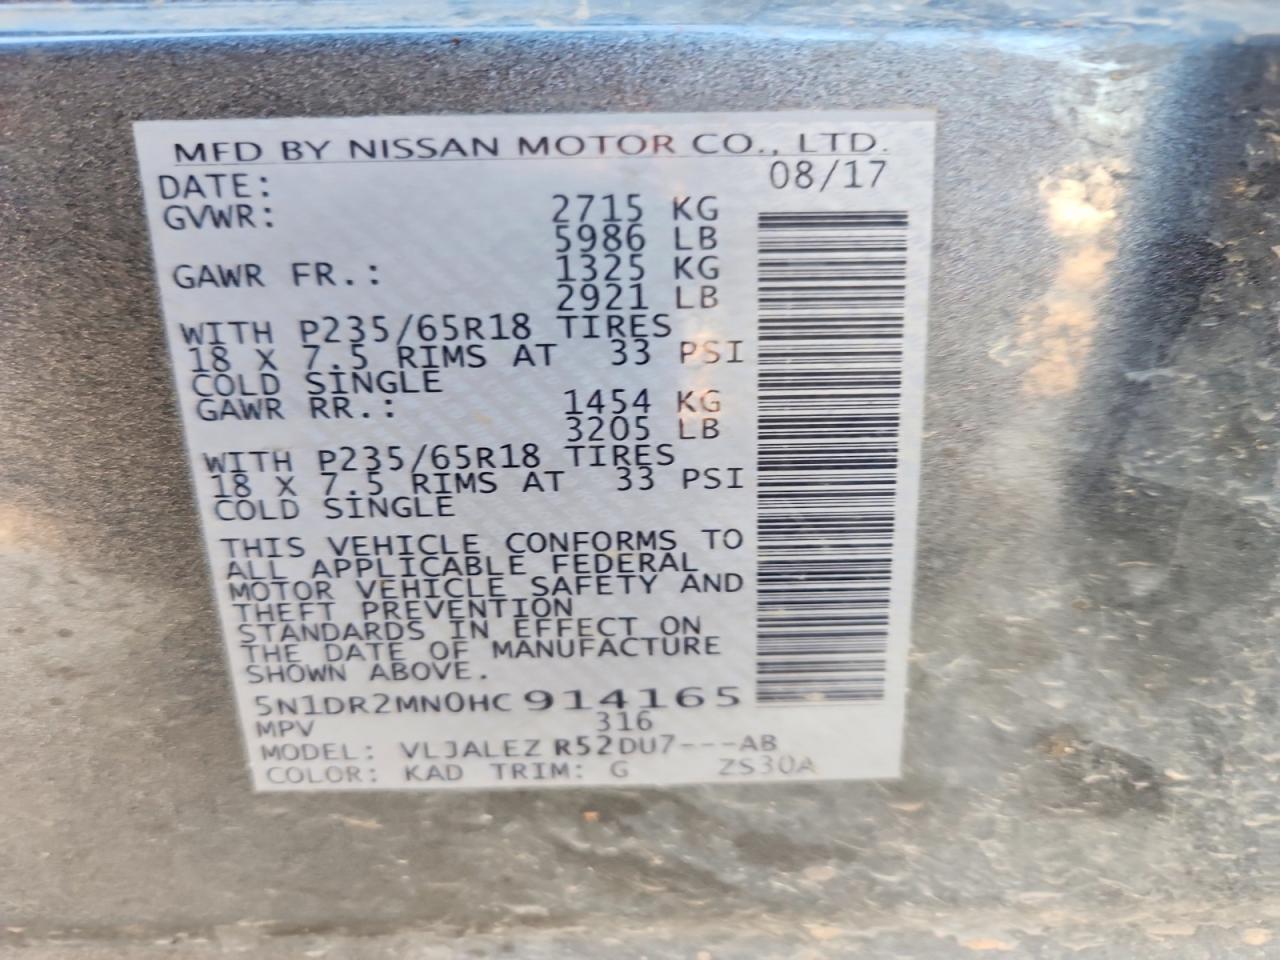 MFD BY NISSAN MOTOR CO., LTD.
DATE: 08/17
GVWR: 2715 KG
5986 LB
GAWR FR.: 1325 KG
2921 LB
WITH P235/65R18 TIRES
18 X 7.5 RIMS AT 33 PSI
COLD SINGLE
GAWR RR.: 1454 KG
3205 LB
WITH P235/65R18 TIRES
18 X 7.5 RIMS AT 33 PSI
COLD SINGLE
THIS VEHICLE CONFORMS TO
ALL APPLICABLE FEDERAL
MOTOR VEHICLE SAFETY AND
THEFT PREVENTION
STANDARDS IN EFFECT ON
THE DATE OF MANUFACTURE
SHOWN ABOVE.
5N1DR2MN0HC914165
MPV 316
MODEL: VLJALEZ R52DU7---AB
COLOR: KAD TRIM: G ZS30A